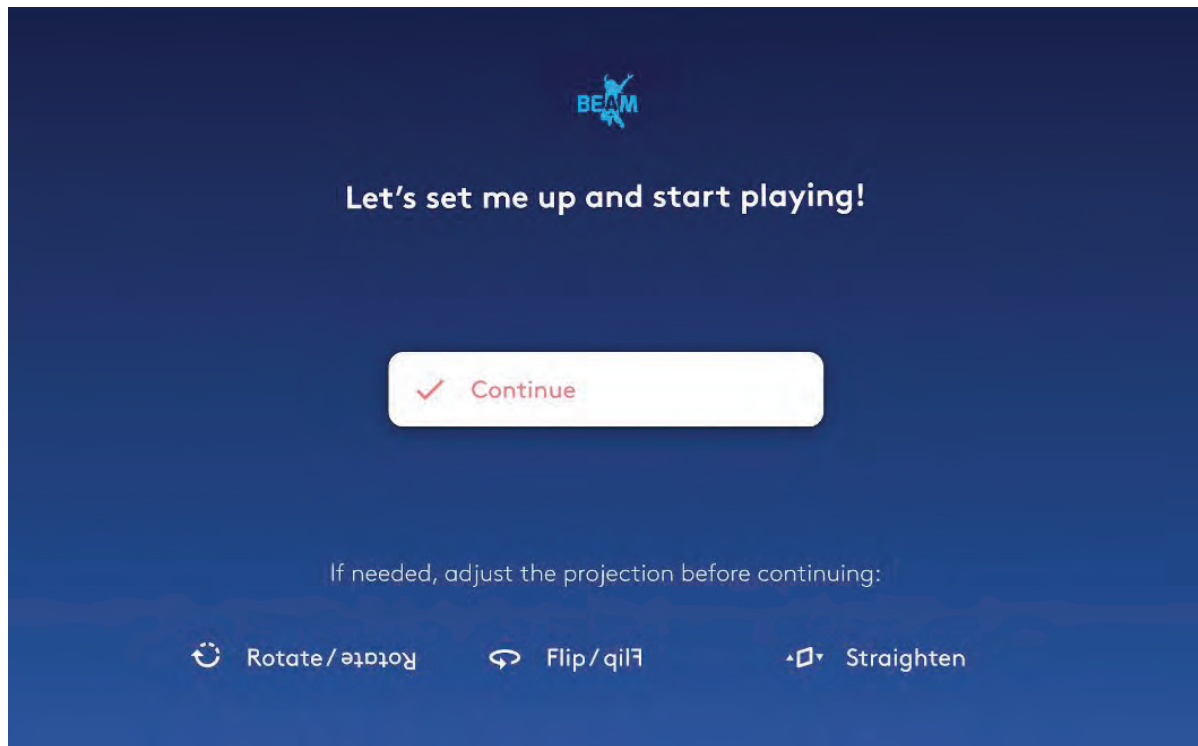 BEAM
Let's set me up and start playing!
Continue
If needed, adjust the projection before continuing:
Rotate/Rotate Flip/Flip Straighten